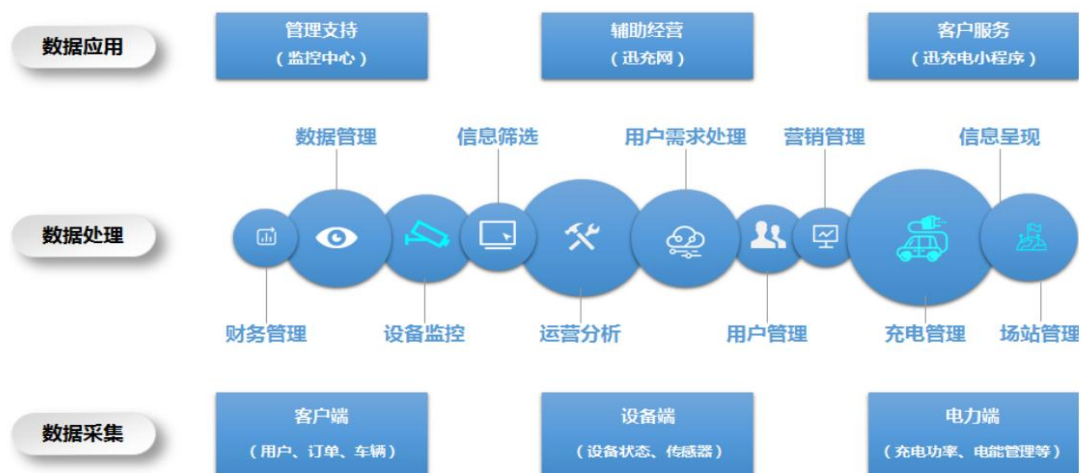 数据应用
管理支持
（监控中心）
辅助经营
（迅充网）
客户服务
（迅充电小程序）
数据管理
信息筛选
用户需求处理
营销管理
信息呈现
数据处理
财务管理
设备监控
运营分析
用户管理
充电管理
场站管理
数据采集
客户端
（用户、订单、车辆）
设备端
（设备状态、传感器）
电力端
（充电功率、电能管理等）